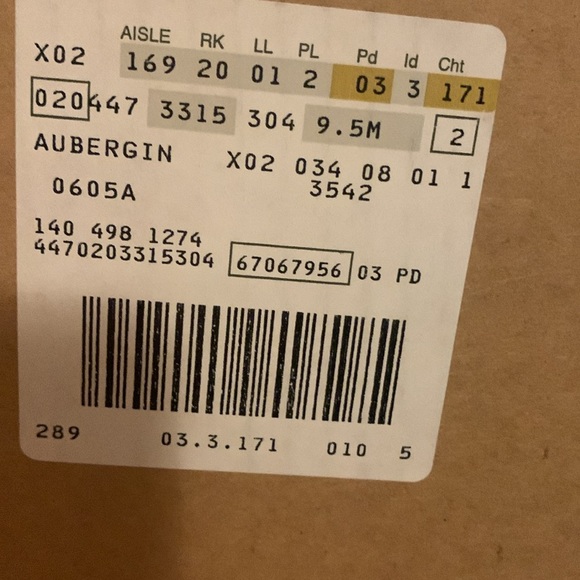 AISLE RK LL PL Pd Id Cht
X02 169 20 01 2 03 3 171
020447 3315 304 9.5M 2
AUBERGIN X02 034 08 01 1
0605A 3542
140 498 1274
4470203315304 67067956 03 PD
289 03.3.171 010 5